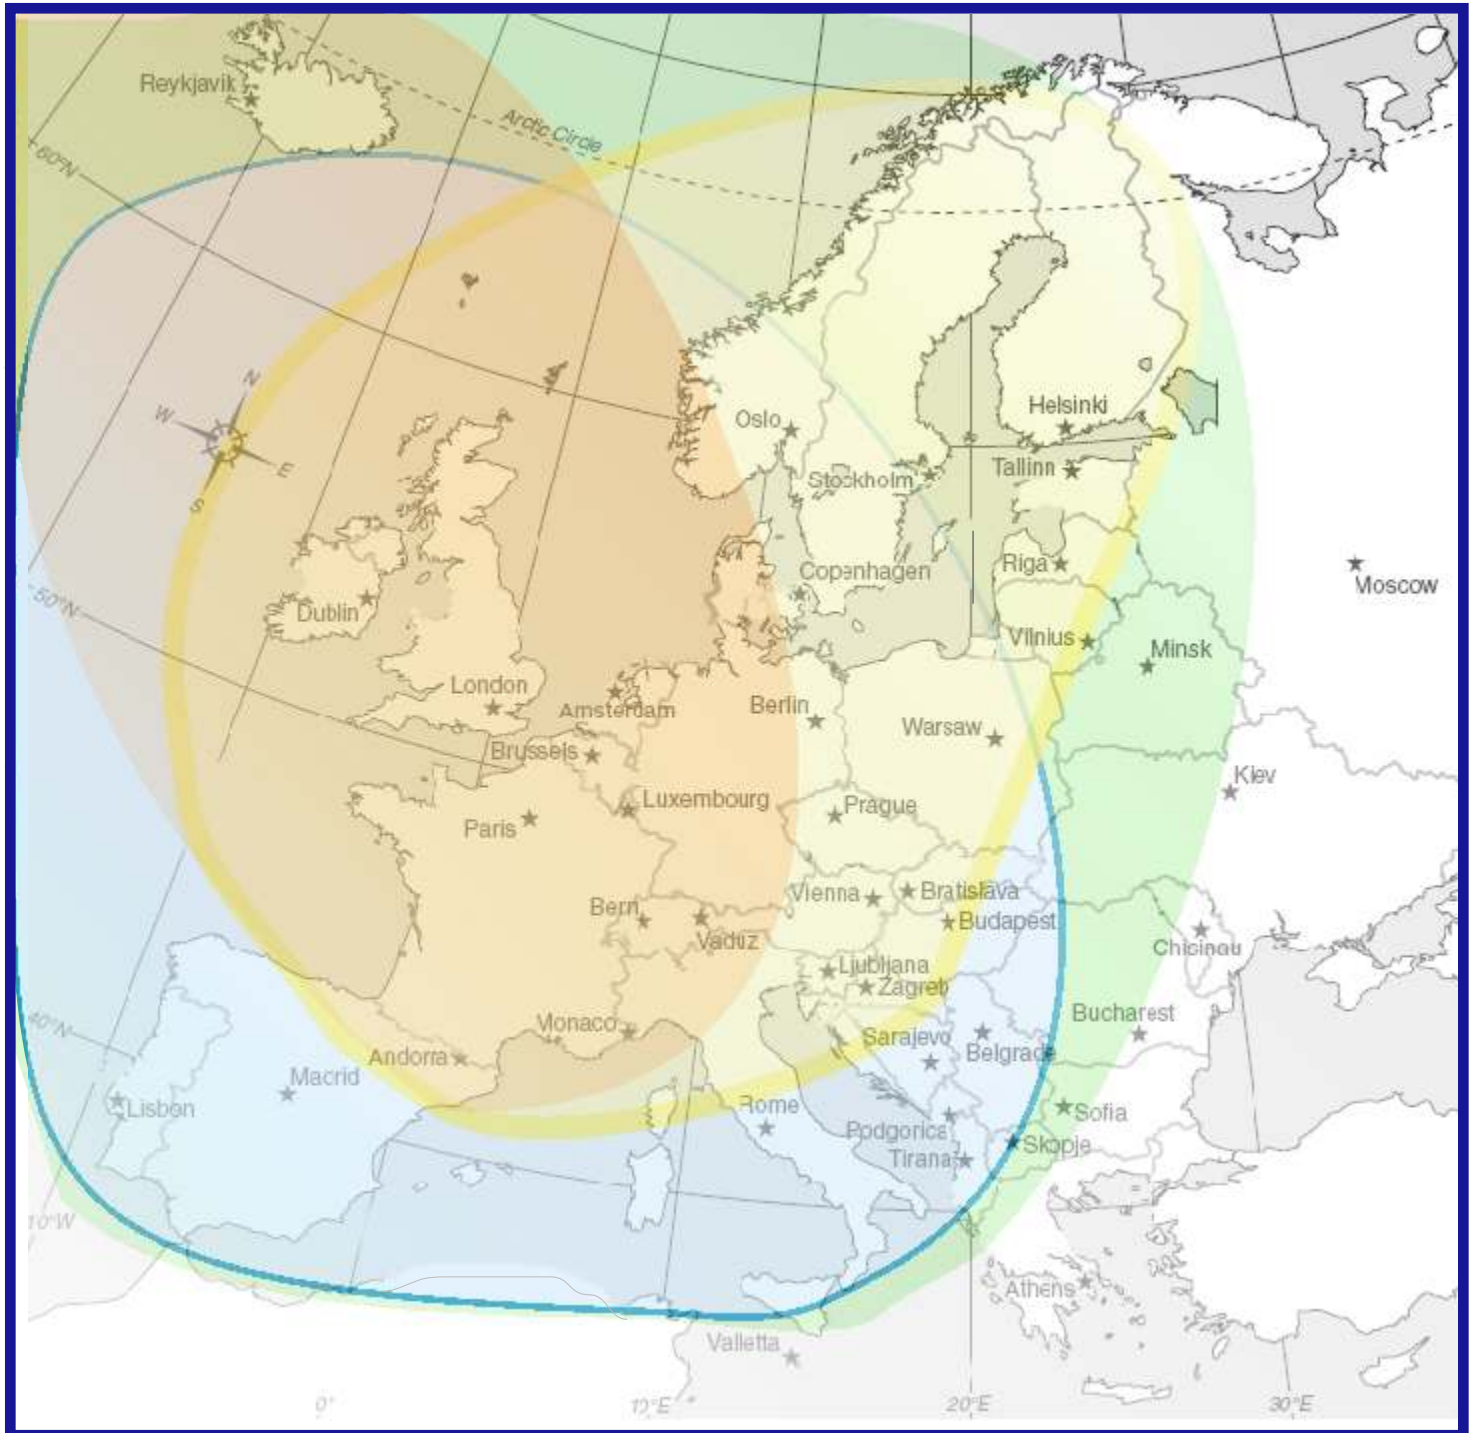 Reykjavik
Arctic Circle
60°N
N
W
E
S
Oslo
Helsinki
Stockholm
Tallinn
Copenhagen
Riga
Moscow
50°N
Dublin
Vilnius
Minsk
London
Amsterdam
Berlin
Warsaw
Brussels
Kiev
Luxembourg
Prague
Paris
Vienna
Bratislava
Bern
Budapest
Vaduz
Chicinau
Ljubljana
Zagreb
40°N
Monaco
Bucharest
Sarajevo
Belgrade
Andorra
Macrid
Lisbon
Rome
Sofia
Podgorica
Skopje
Tirana
10°W
Athens
Valletta
0°
10°E
20°E
30°E